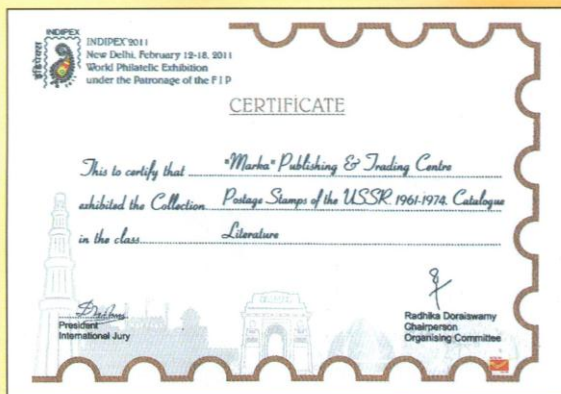 INDIPEX
इंडिपेक्स
INDIPEX 2011
New Delhi, February 12-18, 2011
World Philatelic Exhibition
under the Patronage of the F I P
CERTIFICATE
This to certify that "Marka" Publishing & Trading Centre
exhibited the Collection Postage Stamps of the USSR 1961-1974. Catalogue
in the class Literature
President
International Jury
Radhika Doraiswamy
Chairperson
Organising Committee